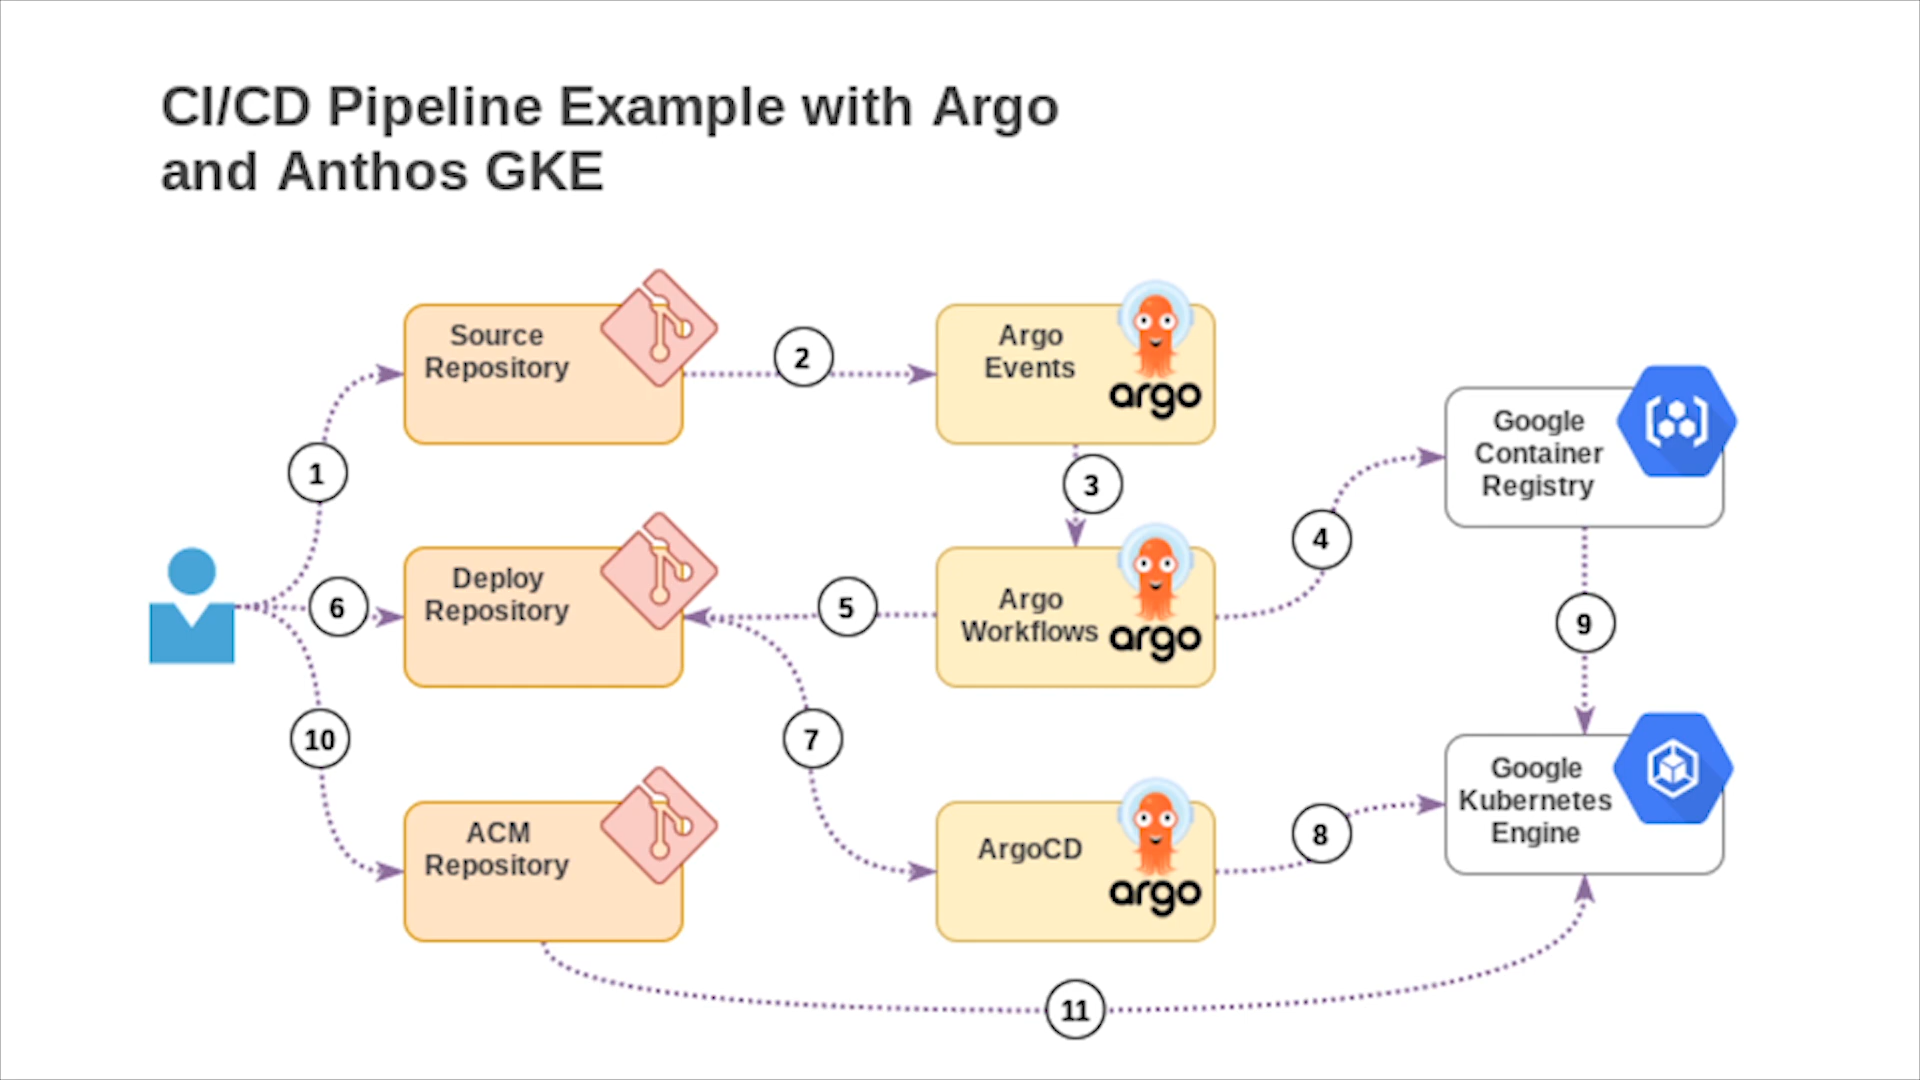 CI/CD Pipeline Example with Argo
and Anthos GKE
Source
Repository
2
Argo
Events
argo
1
3
Google
Container
Registry
4
6
Deploy
Repository
5
Argo
Workflows
argo
9
10
7
ACM
Repository
ArgoCD
argo
8
Google
Kubernetes
Engine
11